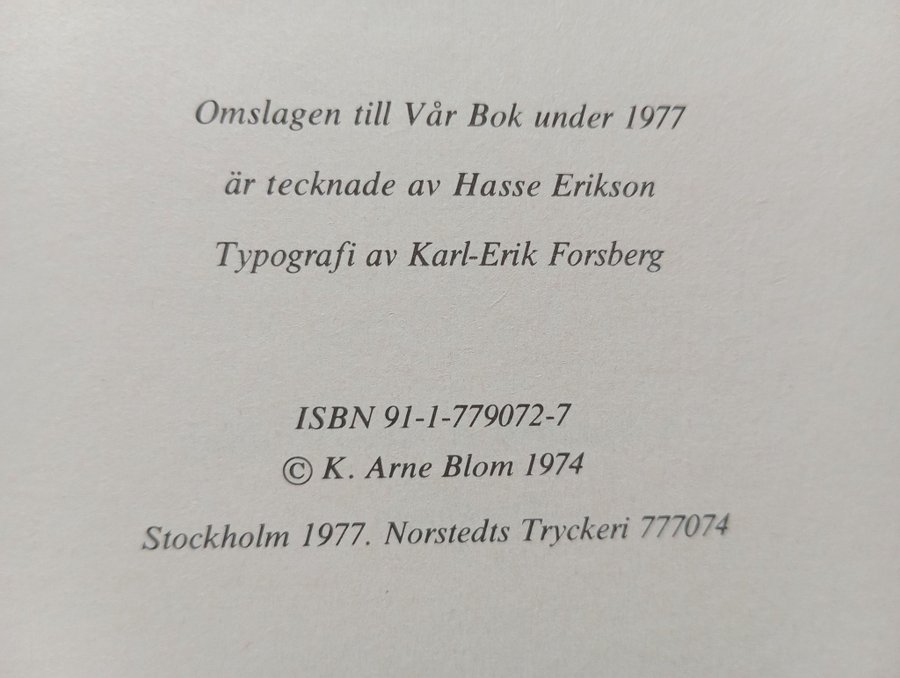 Omslagen till Vår Bok under 1977
är tecknade av Hasse Erikson
Typografi av Karl-Erik Forsberg
ISBN 91-1-779072-7
© K. Arne Blom 1974
Stockholm 1977. Norstedts Tryckeri 777074